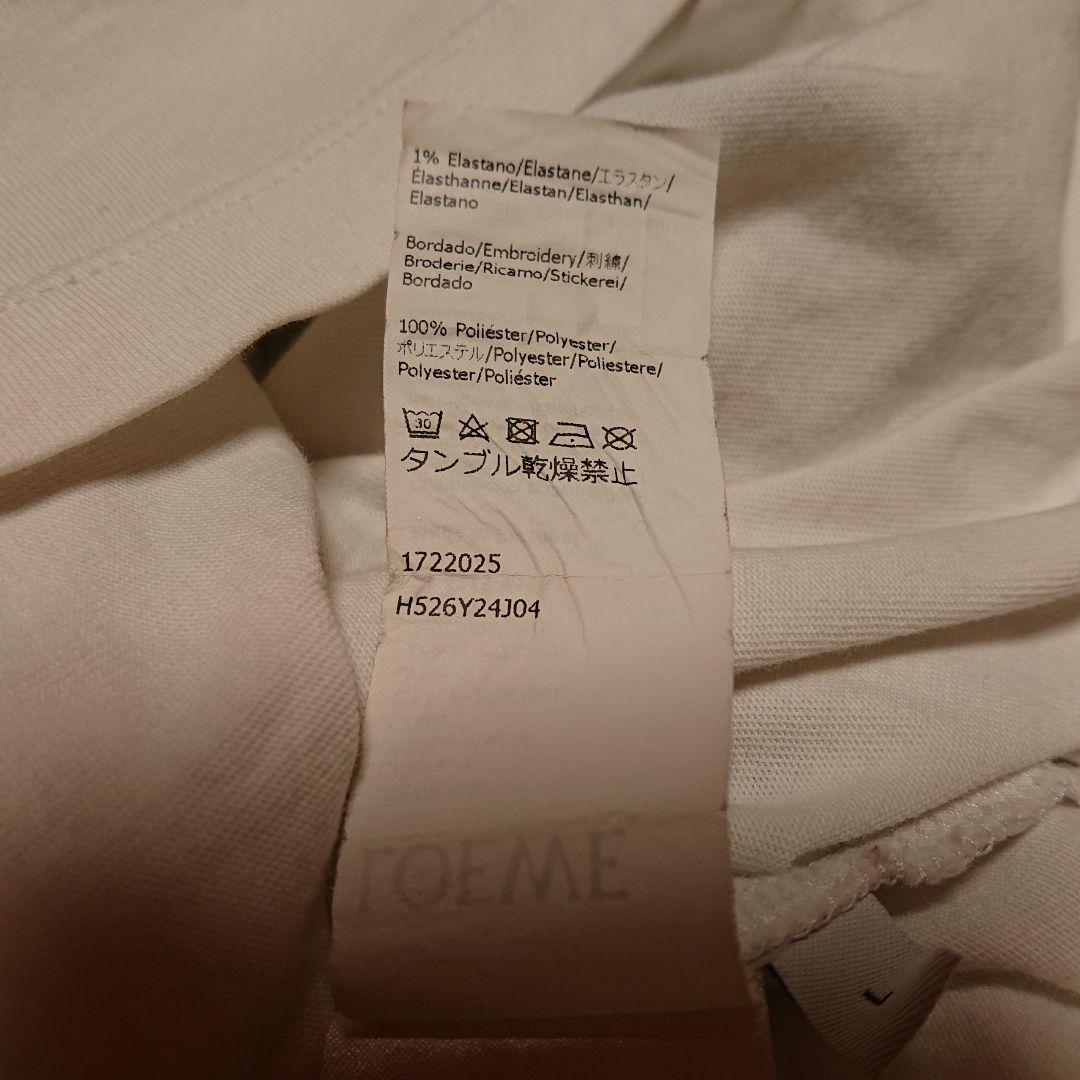 1% Elastano/Elastane/エラスタン/
Élasthanne/Elastan/Elasthan/
Elastano
Bordado/Embroidery/刺繍/
Broderie/Ricamo/Stickerei/
Bordado
100% Poliéster/Polyester/
ポリエステル/Polyester/Poliestere/
Polyester/Poliéster
30
タンブル乾燥禁止
1722025
H526Y24J04
LOEWE
L